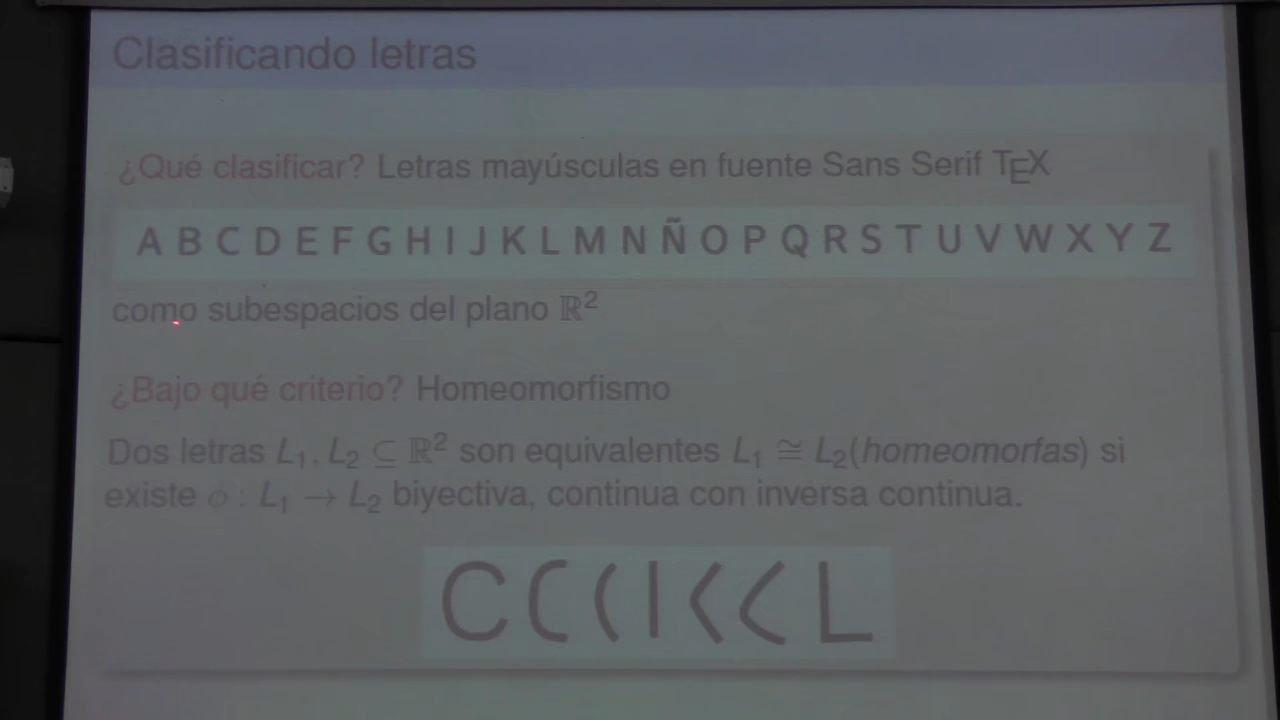 Clasificando letras
¿Qué clasificar? Letras mayúsculas en fuente Sans Serif TEX
A B C D E F G H I J K L M N Ñ O P Q R S T U V W X Y Z
como subespacios del plano ℝ²
¿Bajo qué criterio? Homeomorfismo
Dos letras L₁, L₂ ⊆ ℝ² son equivalentes L₁ ≅ L₂(homeomorfas) si
existe ϕ : L₁ → L₂ biyectiva, continua con inversa continua.
C C ( I < < L